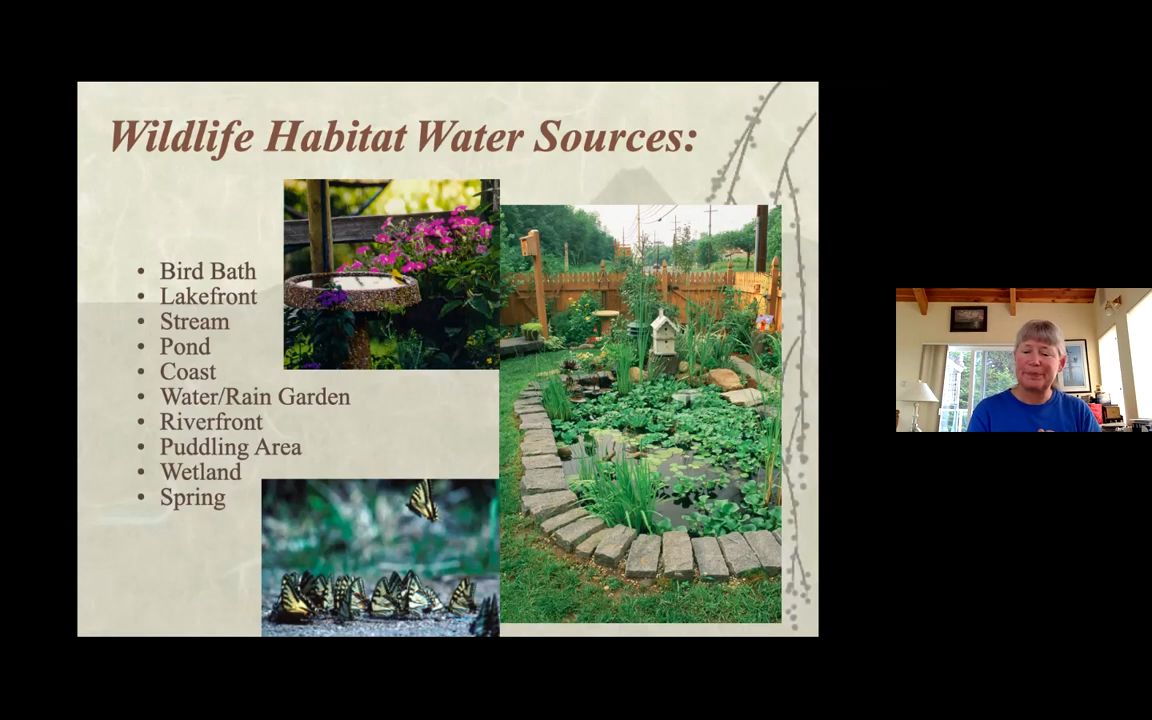 Wildlife Habitat Water Sources:
• Bird Bath
• Lakefront
• Stream
• Pond
• Coast
• Water/Rain Garden
• Riverfront
• Puddling Area
• Wetland
• Spring